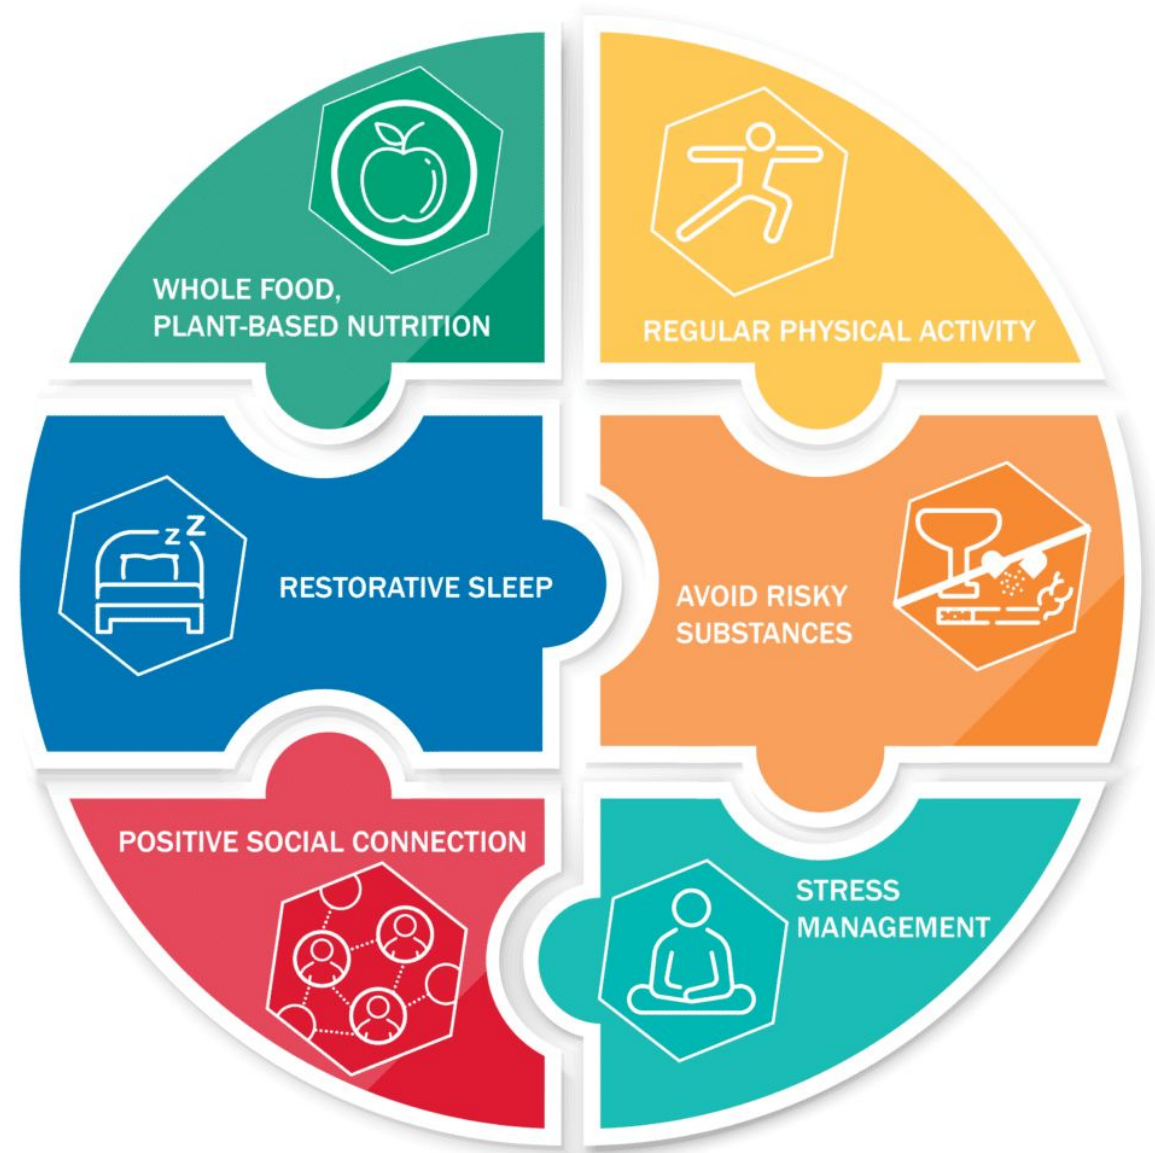 WHOLE FOOD,
PLANT-BASED NUTRITION
REGULAR PHYSICAL ACTIVITY
z Z
RESTORATIVE SLEEP
AVOID RISKY
SUBSTANCES
POSITIVE SOCIAL CONNECTION
STRESS
MANAGEMENT